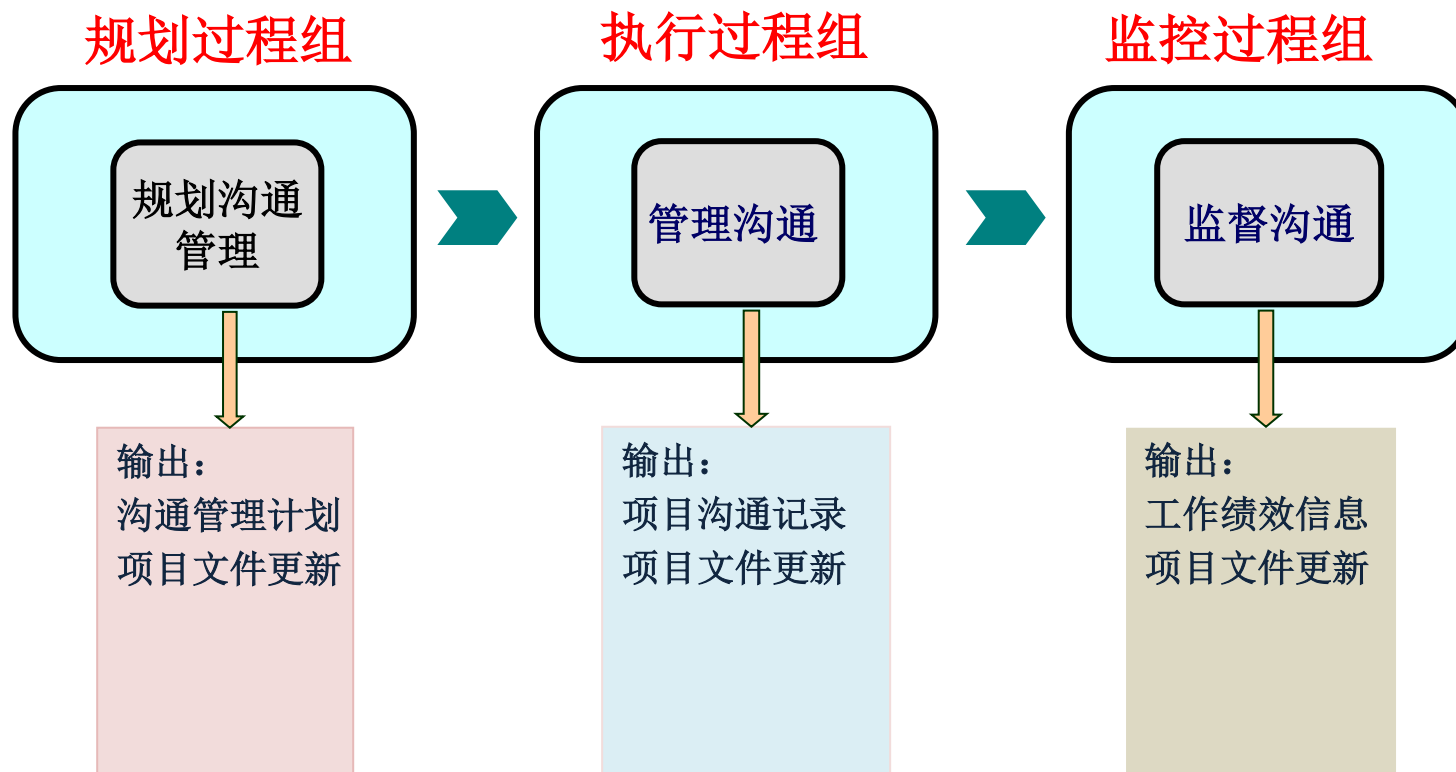 规划过程组
执行过程组
监控过程组
规划沟通
管理
管理沟通
监督沟通
输出：
沟通管理计划
项目文件更新
输出：
项目沟通记录
项目文件更新
输出：
工作绩效信息
项目文件更新